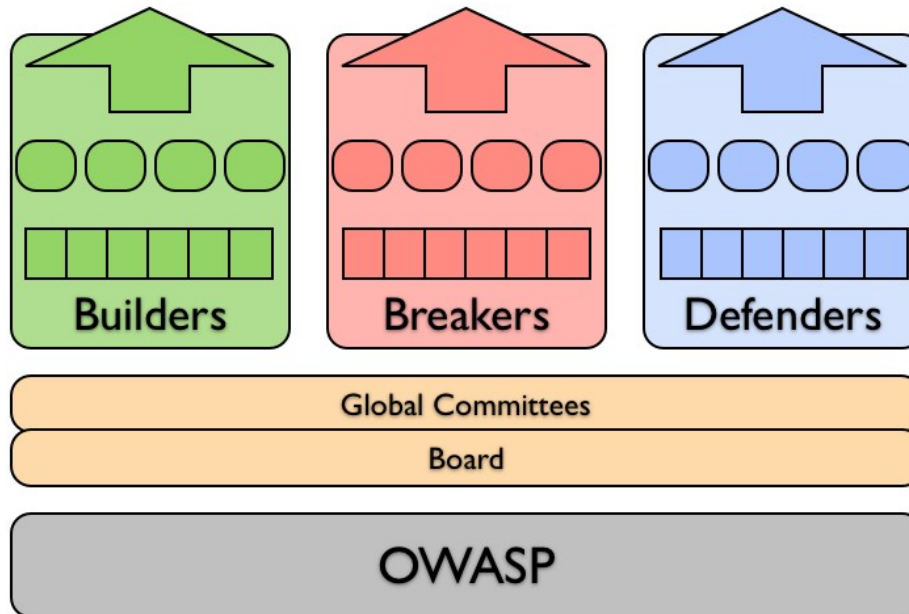 Builders
Breakers
Defenders
Global Committees
Board
OWASP